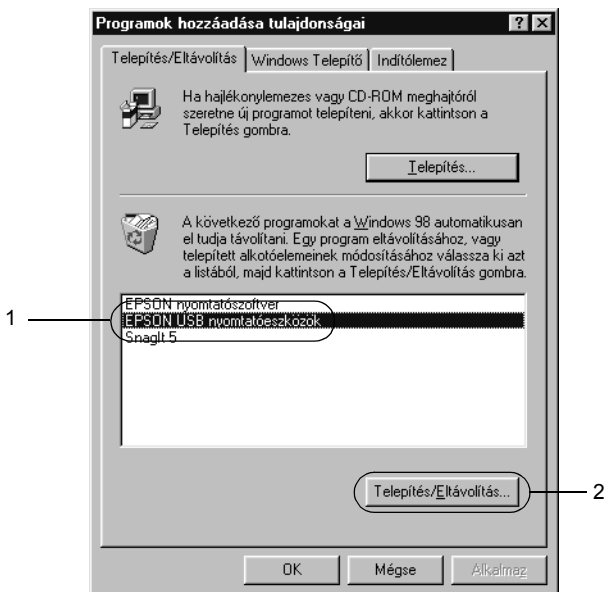 Programok hozzáadása tulajdonságai
Telepítés/Eltávolítás Windows Telepítő Indítólemez
Ha hajlékonylemezes vagy CD-ROM meghajtóról
szeretne új programot telepíteni, akkor kattintson a
Telepítés gombra.
Telepítés...
A következő programokat a Windows 98 automatikusan
el tudja távolítani. Egy program eltávolításához, vagy
telepített alkotóelemeinek módosításához válassza ki azt
a listából, majd kattintson a Telepítés/Eltávolítás gombra.
EPSON nyomtatószoftver
1 EPSON USB nyomtatóeszközök
SnagIt 5
Telepítés/Eltávolítás... 2
OK Mégse Alkalmaz